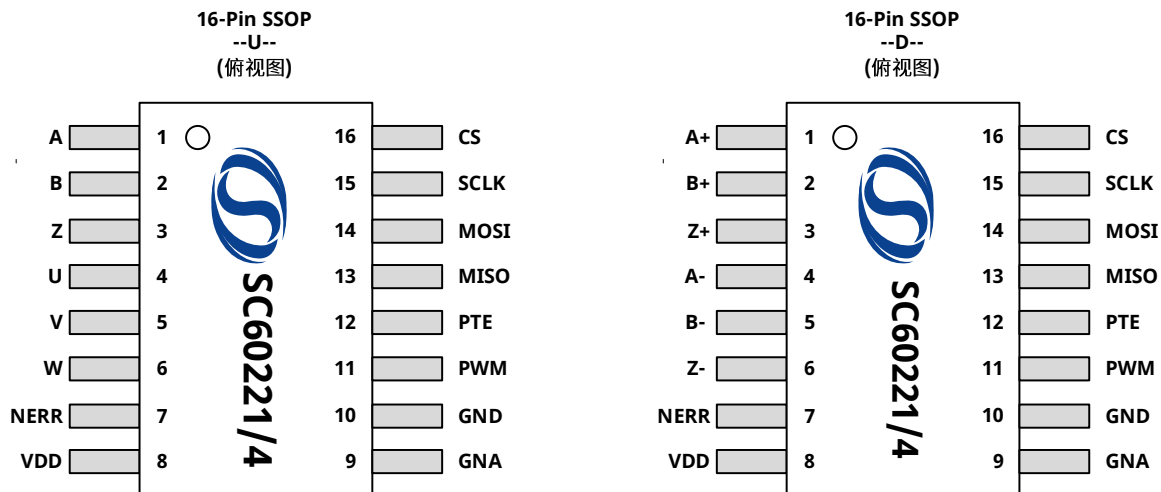 16-Pin SSOP
--U--
(俯视图)
A 1 16 CS
B 2 15 SCLK
Z 3 14 MOSI
U 4 13 MISO
V 5 12 PTE
W 6 11 PWM
NERR 7 10 GND
VDD 8 9 GNA
SC60221/4
16-Pin SSOP
--D--
(俯视图)
A+ 1 16 CS
B+ 2 15 SCLK
Z+ 3 14 MOSI
A- 4 13 MISO
B- 5 12 PTE
Z- 6 11 PWM
NERR 7 10 GND
VDD 8 9 GNA
SC60221/4